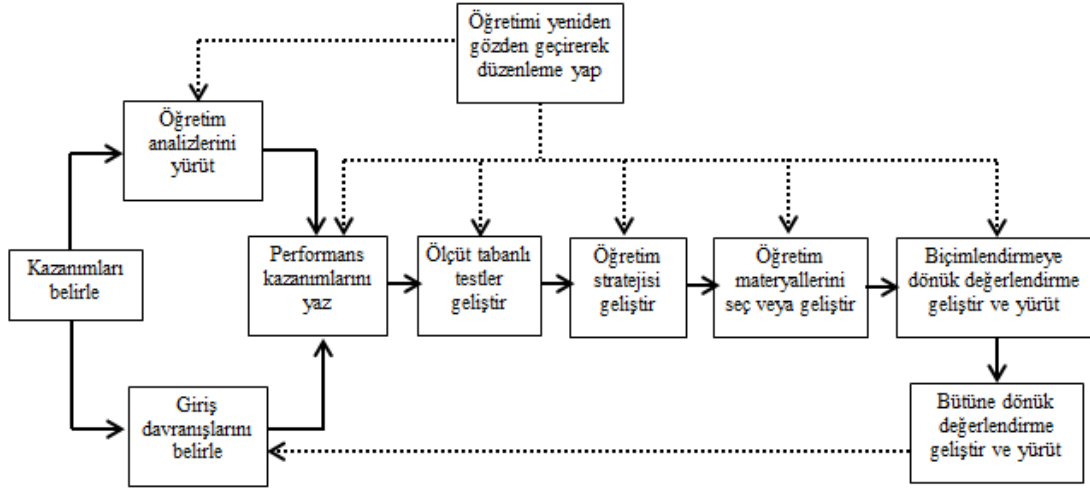 Öğretimi yeniden
gözden geçirerek
düzenleme yap
Öğretim
analizlerini
yürüt
Kazanımları
belirle
Performans
kazanımlarını
yaz
Ölçüt tabanlı
testler
geliştir
Öğretim
stratejisi
geliştir
Öğretim
materyallerini
seç veya geliştir
Biçimlendirmeye
dönük değerlendirme
geliştir ve yürüt
Giriş
davranışlarını
belirle
Bütüne dönük
değerlendirme
geliştir ve yürüt